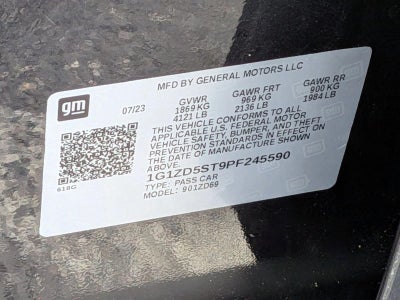 gm
MFD BY GENERAL MOTORS LLC
07/23
GVWR GAWR FRT GAWR RR
1869 KG 969 KG 900 KG
4121 LB 2136 LB 1984 LB
THIS VEHICLE CONFORMS TO ALL
APPLICABLE U.S. FEDERAL MOTOR
VEHICLE SAFETY, BUMPER, AND THEFT
PREVENTION STANDARDS IN EFFECT ON
THE DATE OF MANUFACTURE SHOWN
ABOVE.
1G1ZD5ST9PF245590
TYPE: PASS CAR
MODEL: 901ZD69
618G